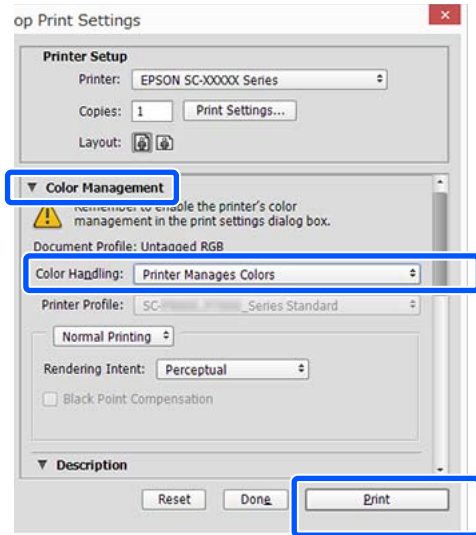 op Print Settings
Printer Setup
Printer: EPSON SC-XXXXX Series
Copies: 1 Print Settings...
Layout:
Color Management
Remember to enable the printer's color
management in the print settings dialog box.
Document Profile: Untagged RGB
Color Handling: Printer Manages Colors
Printer Profile: SC- _Series Standard
Normal Printing
Rendering Intent: Perceptual
Black Point Compensation
Description
Reset Done Print